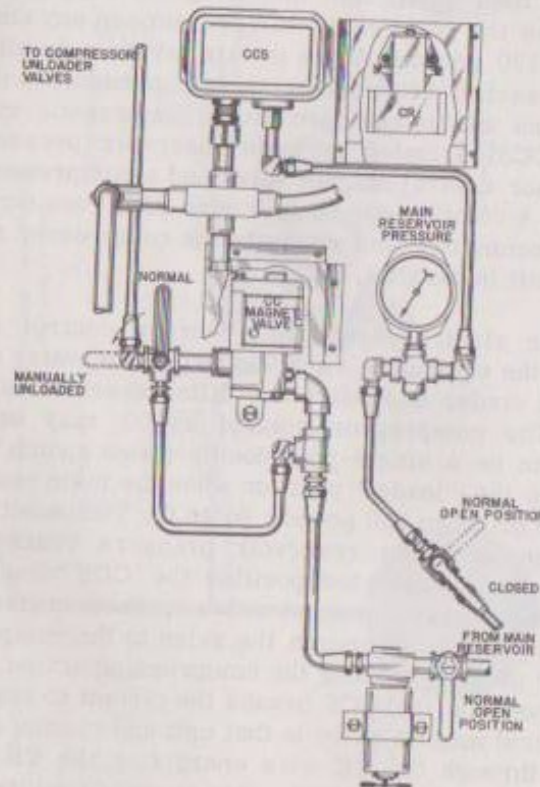 TO COMPRESSOR
UNLOADER
VALVES
CCS
MAIN
RESERVOIR
PRESSURE
NORMAL
CC
MAGNET
VALVE
MANUALLY
UNLOADED
NORMAL
OPEN POSITION
CLOSED
FROM MAIN
RESERVOIR
NORMAL
OPEN
POSITION